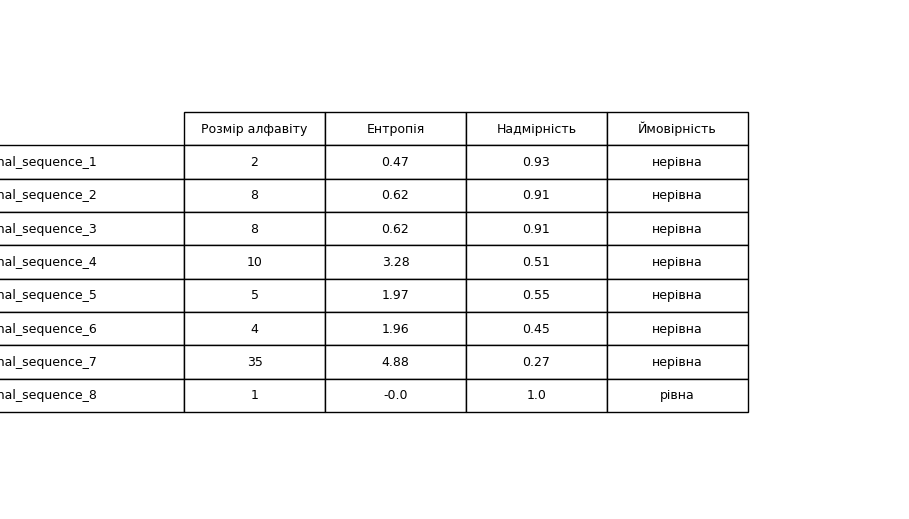 Розмір алфавіту Ентропія Надмірність Ймовірність
nal_sequence_1 2 0.47 0.93 нерівна
nal_sequence_2 8 0.62 0.91 нерівна
nal_sequence_3 8 0.62 0.91 нерівна
nal_sequence_4 10 3.28 0.51 нерівна
nal_sequence_5 5 1.97 0.55 нерівна
nal_sequence_6 4 1.96 0.45 нерівна
nal_sequence_7 35 4.88 0.27 нерівна
nal_sequence_8 1 -0.0 1.0 рівна